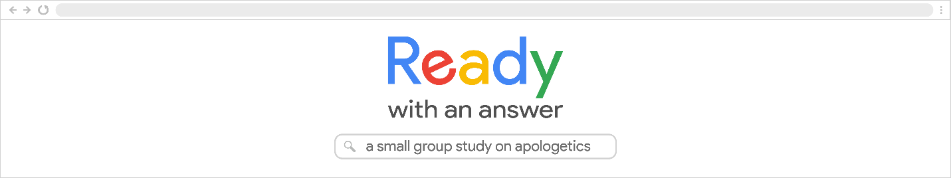 Ready
with an answer
a small group study on apologetics